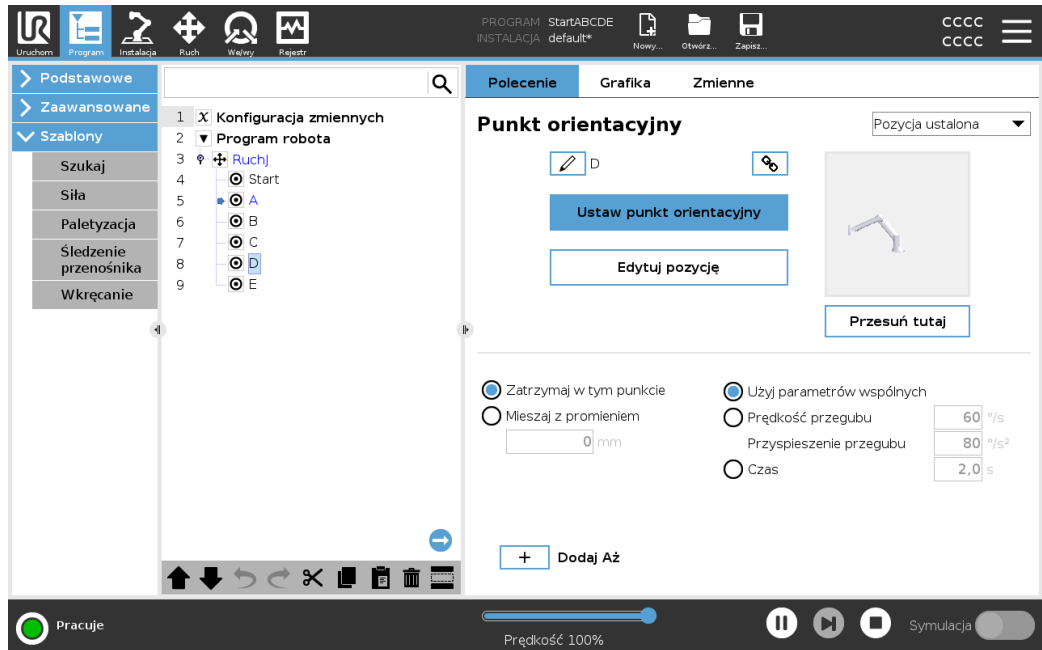 UR
Uruchom
Program
Instalacja
Ruch
We/wy
Rejestr
PROGRAM StartABCDE
INSTALACJA default*
Nowy...
Otwórz...
Zapisz...
CCCC
CCCC
Podstawowe
Zaawansowane
Szablony
Szukaj
Siła
Paletyzacja
Śledzenie
przenośnika
Wkręcanie
1 X Konfiguracja zmiennych
2 Program robota
3 RuchJ
4 Start
5 A
6 B
7 C
8 D
9 E
Polecenie
Grafika
Zmienne
Punkt orientacyjny
Pozycja ustalona
D
Ustaw punkt orientacyjny
Edytuj pozycję
Przesuń tutaj
Zatrzymaj w tym punkcie
Mieszaj z promieniem
0 mm
Użyj parametrów wspólnych
Prędkość przegubu 60 °/s
Przyspieszenie przegubu 80 °/s²
Czas 2,0 s
+ Dodaj Aż
Pracuje
Prędkość 100%
Symulacja